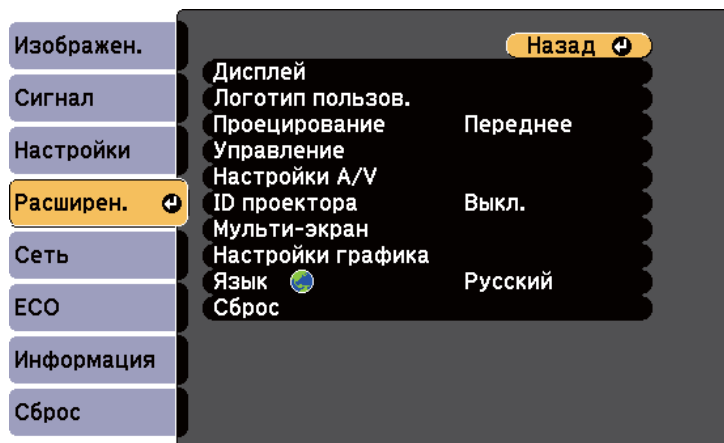 Изображен.
Сигнал
Настройки
Расширен.
Сеть
ECO
Информация
Сброс
Назад
Дисплей
Логотип пользов.
Проецирование Переднее
Управление
Настройки A/V
ID проектора Выкл.
Мульти-экран
Настройки графика
Язык Русский
Сброс